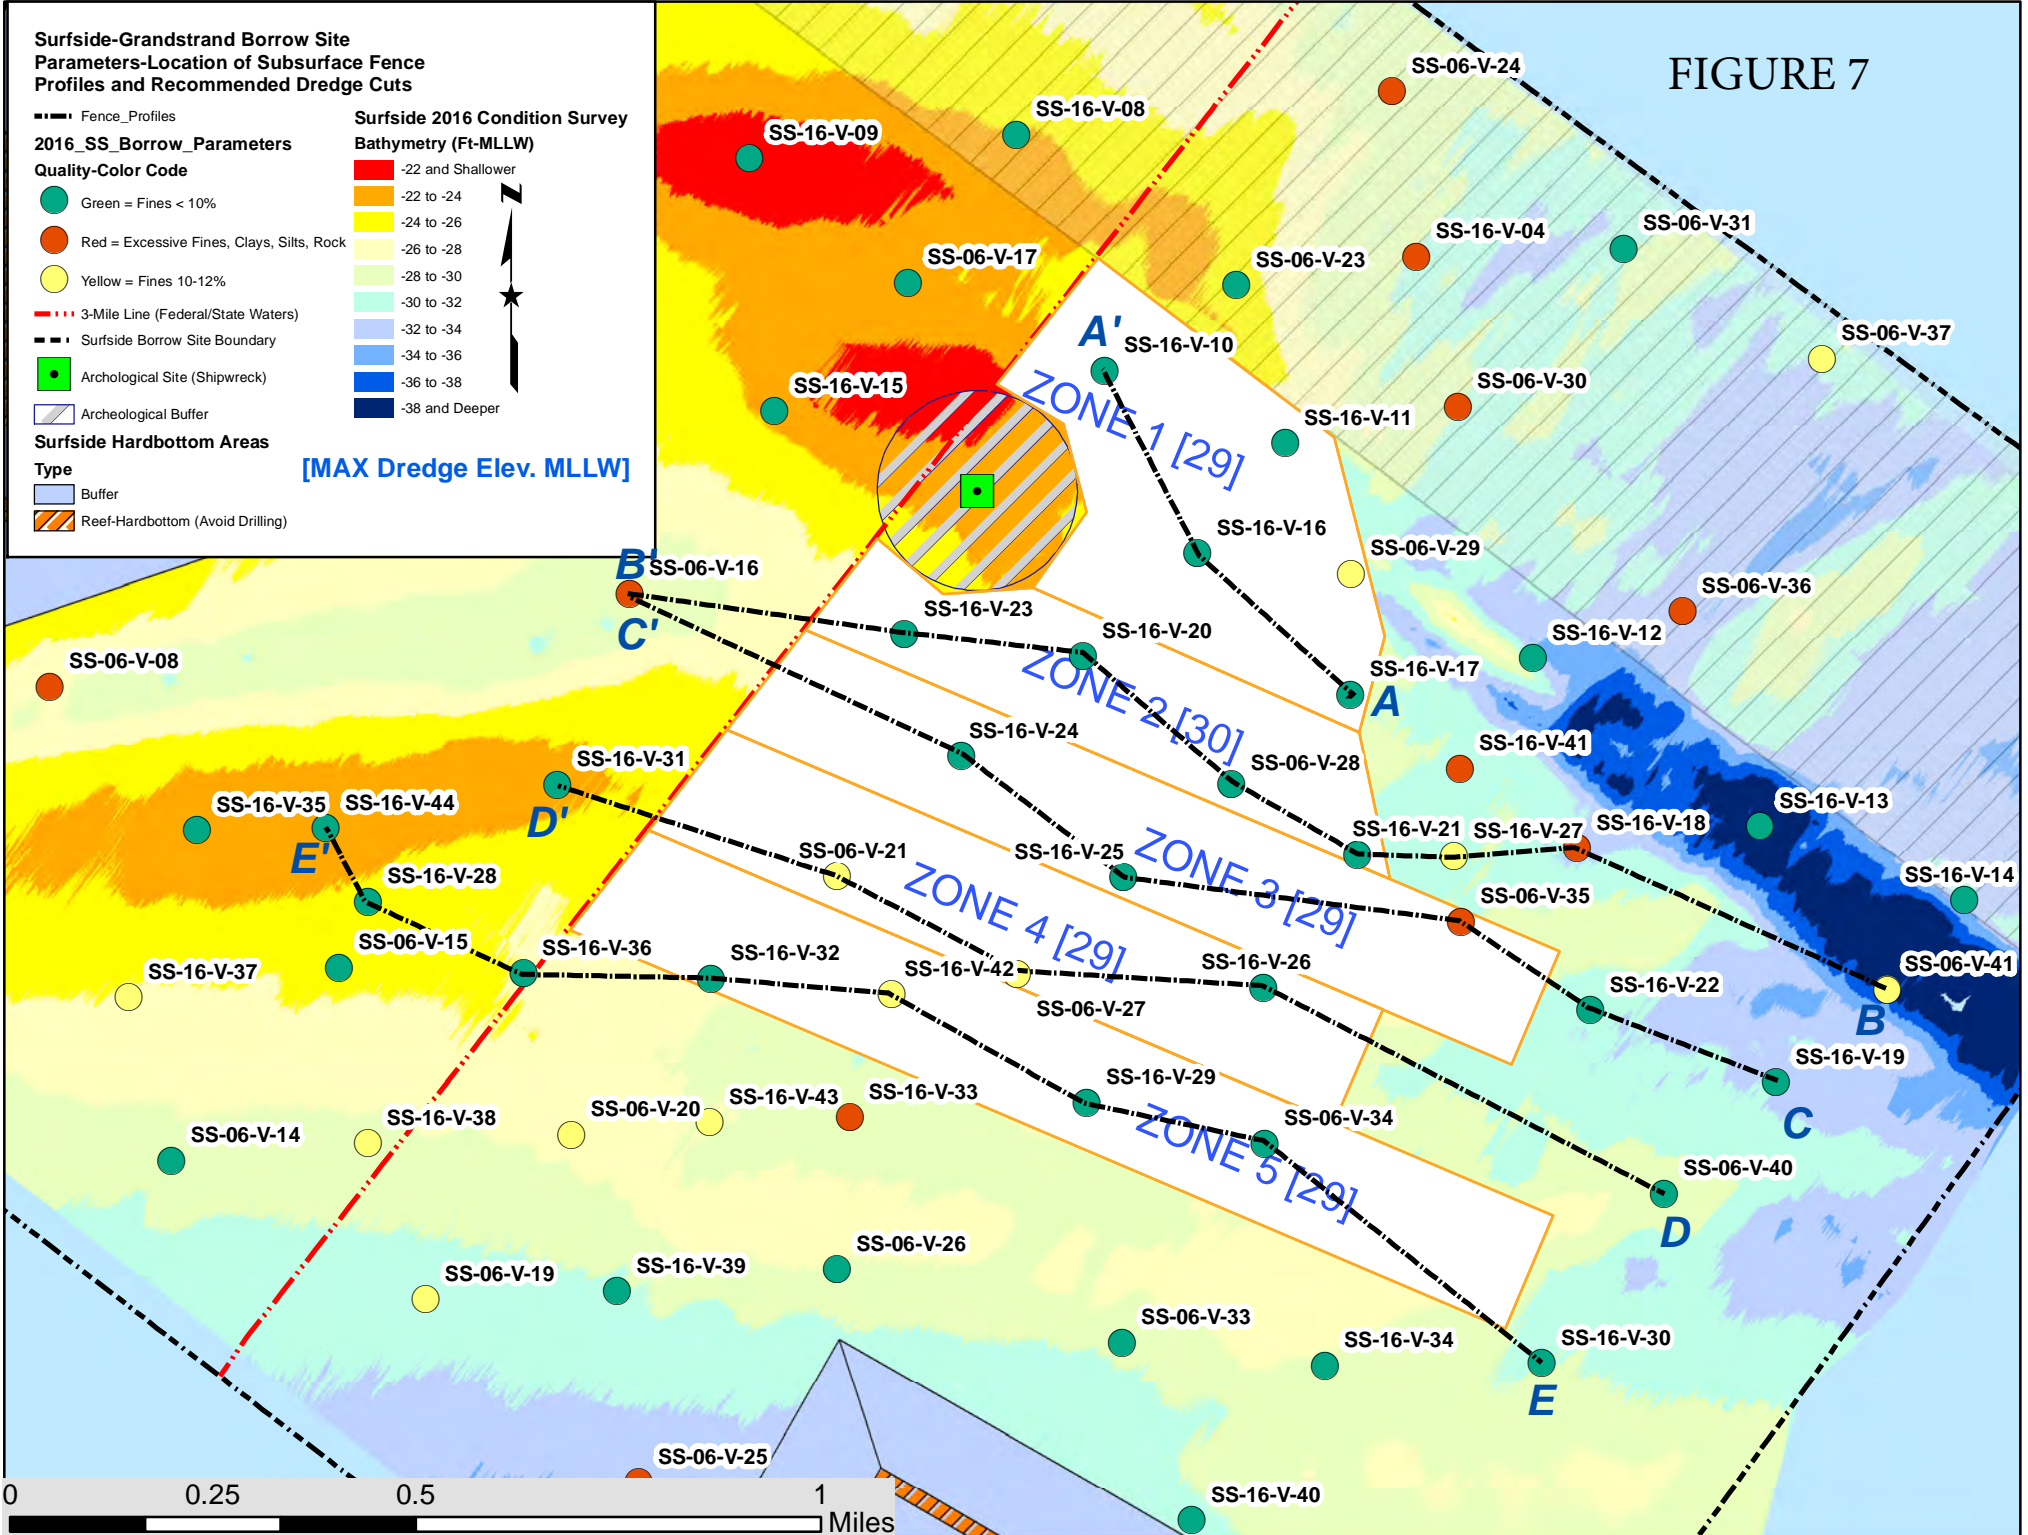 Surfside-Grandstrand Borrow Site
Parameters-Location of Subsurface Fence
Profiles and Recommended Dredge Cuts
Fence_Profiles
2016_SS_Borrow_Parameters
Quality-Color Code
Green = Fines < 10%
Red = Excessive Fines, Clays, Silts, Rock
Yellow = Fines 10-12%
3-Mile Line (Federal/State Waters)
Surfside Borrow Site Boundary
Archological Site (Shipwreck)
Archeological Buffer
Surfside Hardbottom Areas
Type
Buffer
Reef-Hardbottom (Avoid Drilling)
Surfside 2016 Condition Survey
Bathymetry (Ft-MLLW)
-22 and Shallower
-22 to -24
-24 to -26
-26 to -28
-28 to -30
-30 to -32
-32 to -34
-34 to -36
-36 to -38
-38 and Deeper
N
[MAX Dredge Elev. MLLW]
FIGURE 7
SS-06-V-24
SS-16-V-08
SS-16-V-09
SS-06-V-31
SS-16-V-04
SS-06-V-17
SS-06-V-23
A'
SS-16-V-10
SS-06-V-37
SS-16-V-15
SS-06-V-30
ZONE 1 [29]
SS-16-V-11
SS-16-V-16
SS-06-V-29
B'
SS-06-V-16
C'
SS-16-V-23
SS-06-V-36
SS-16-V-20
SS-16-V-12
SS-06-V-08
SS-16-V-17
A
ZONE 2 [30]
SS-16-V-24
SS-16-V-41
SS-16-V-31
D'
SS-06-V-28
SS-16-V-35
SS-16-V-44
E'
SS-16-V-13
SS-16-V-21
SS-16-V-27
SS-16-V-18
SS-06-V-21
SS-16-V-25
ZONE 3 [29]
SS-16-V-28
ZONE 4 [29]
SS-16-V-14
SS-06-V-35
SS-06-V-15
SS-16-V-36
SS-16-V-32
SS-16-V-42
SS-16-V-26
SS-06-V-41
B
SS-16-V-37
SS-06-V-27
SS-16-V-22
SS-16-V-19
C
SS-16-V-29
SS-16-V-33
SS-16-V-43
SS-06-V-20
SS-16-V-38
SS-06-V-14
SS-06-V-34
ZONE 5 [29]
SS-06-V-40
D
SS-06-V-26
SS-16-V-39
SS-06-V-19
SS-06-V-33
SS-16-V-34
SS-16-V-30
E
SS-06-V-25
SS-16-V-40
0 0.25 0.5 1
Miles